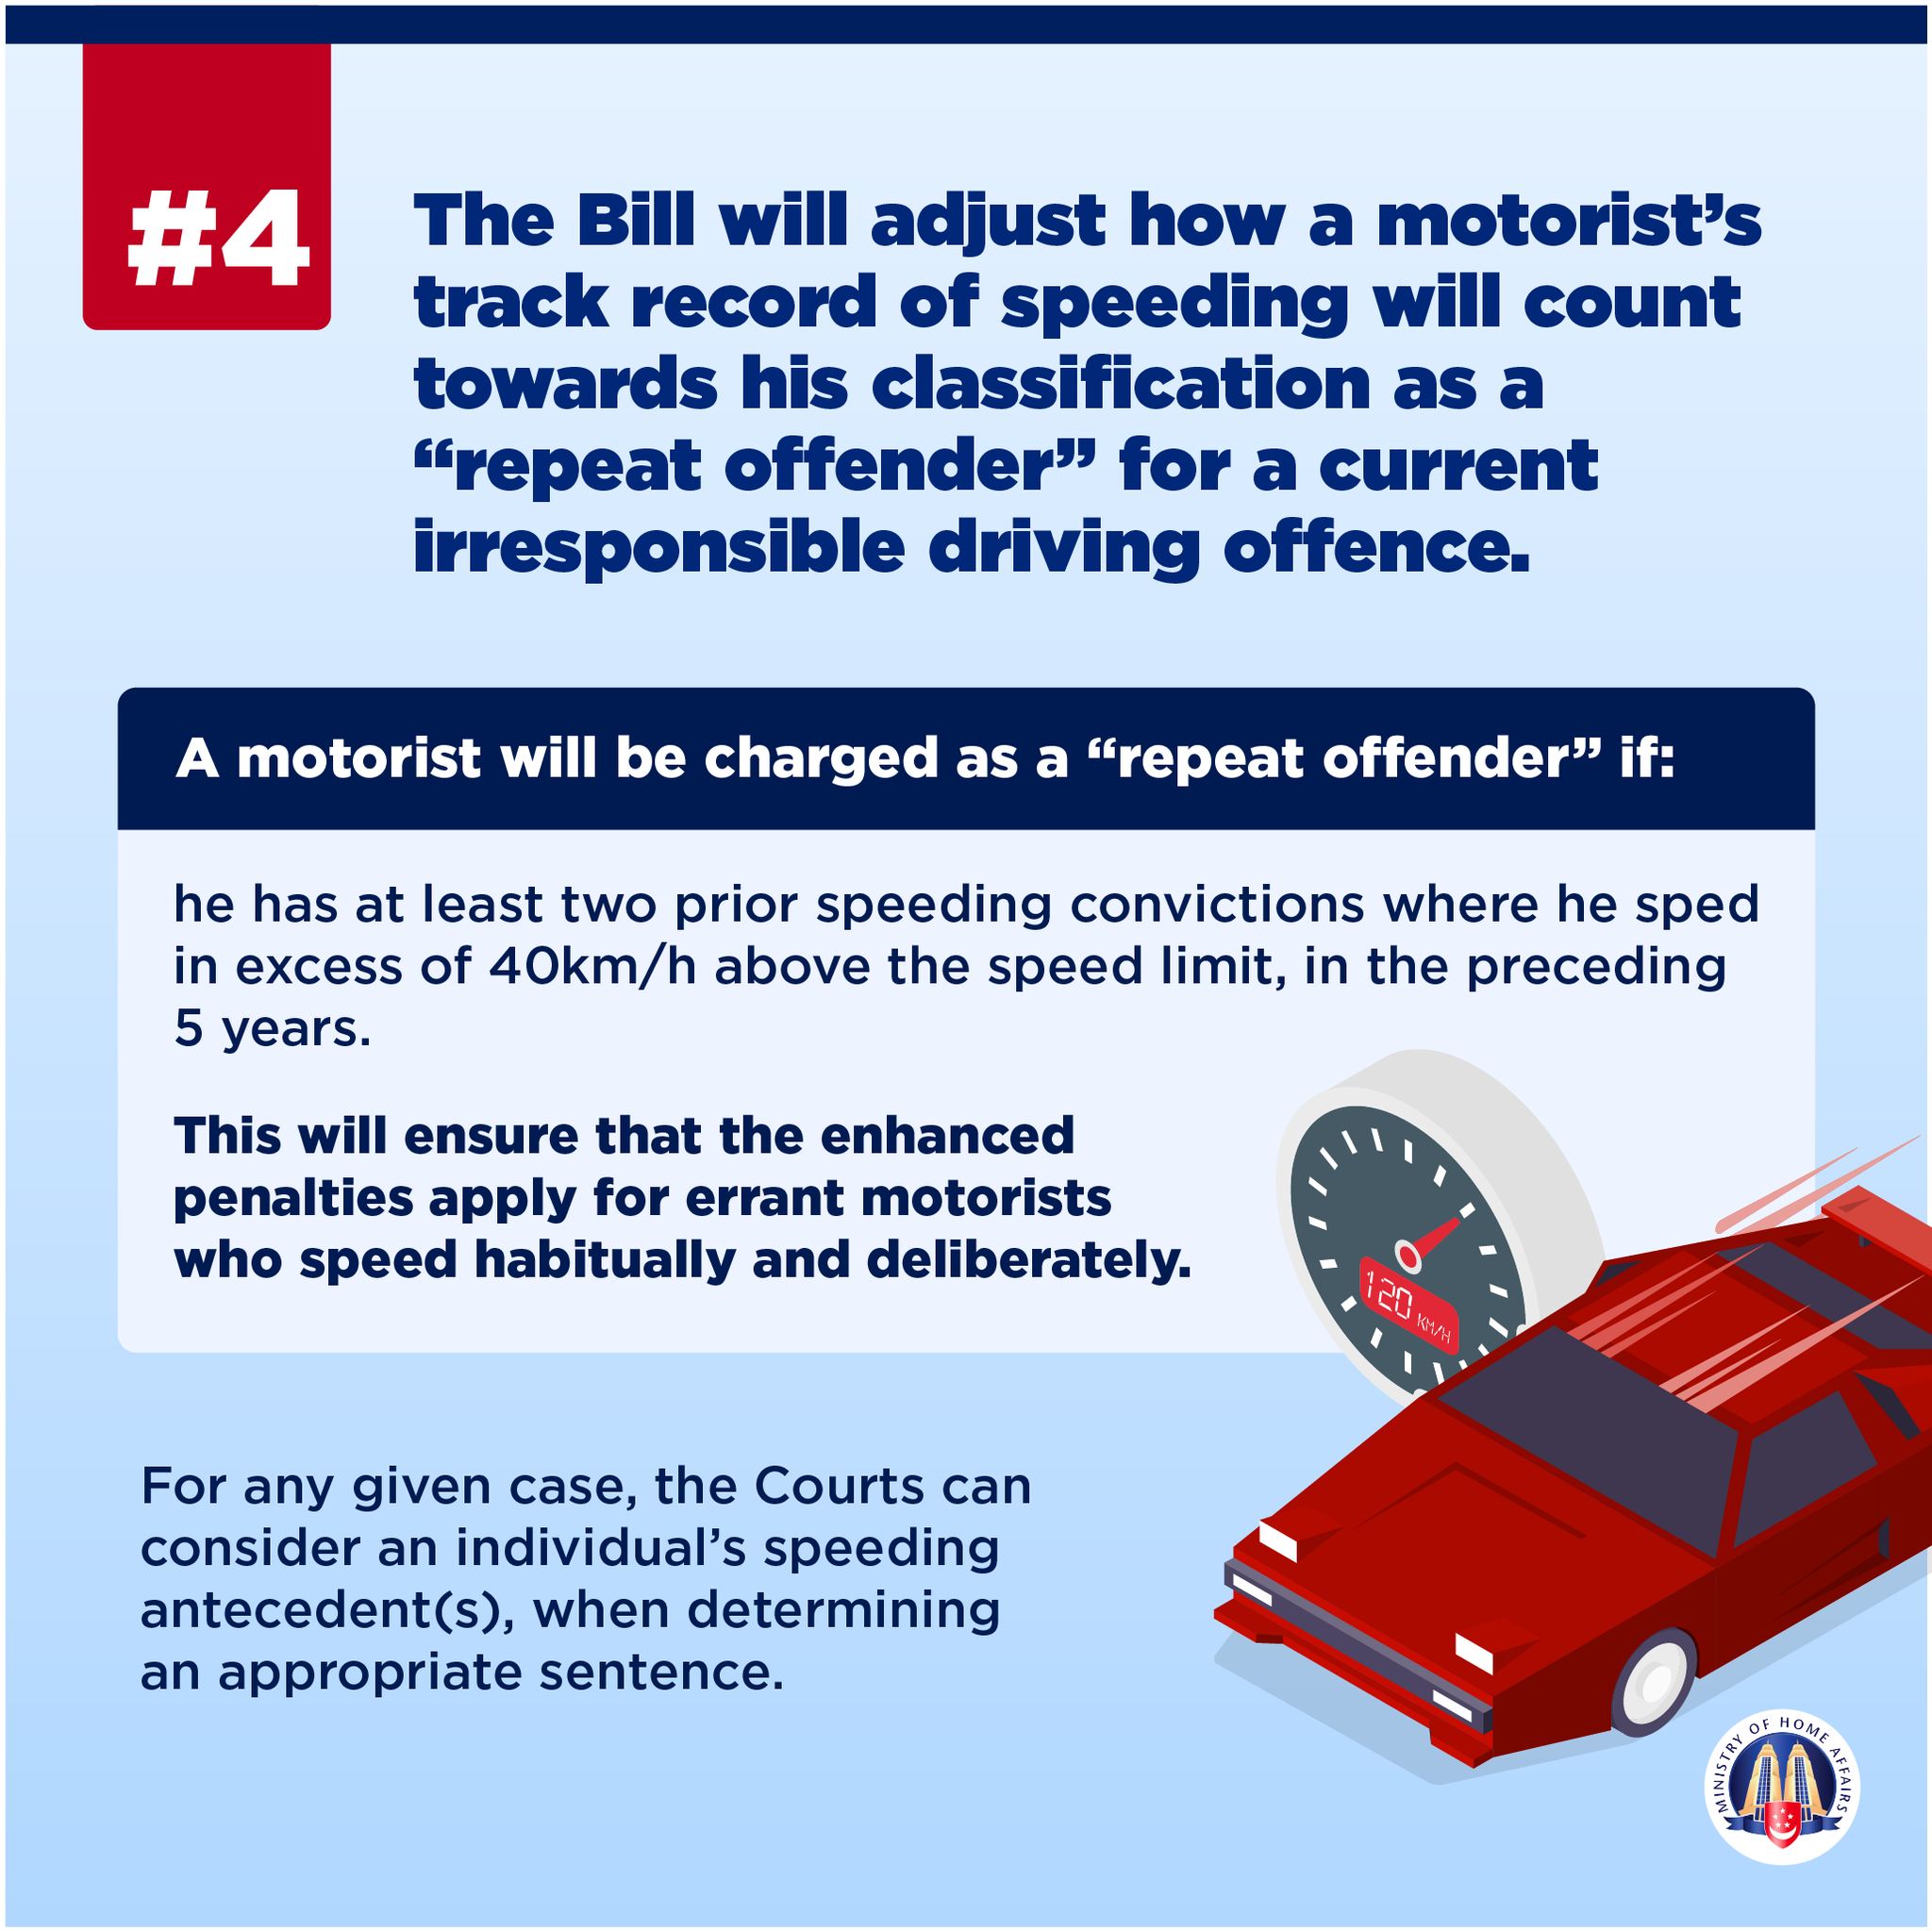 #4
The Bill will adjust how a motorist’s
track record of speeding will count
towards his classification as a
“repeat offender” for a current
irresponsible driving offence.
A motorist will be charged as a “repeat offender” if:
he has at least two prior speeding convictions where he sped
in excess of 40km/h above the speed limit, in the preceding
5 years.
This will ensure that the enhanced
penalties apply for errant motorists
who speed habitually and deliberately.
120 KM/H
For any given case, the Courts can
consider an individual’s speeding
antecedent(s), when determining
an appropriate sentence.
MINISTRY OF HOME AFFAIRS